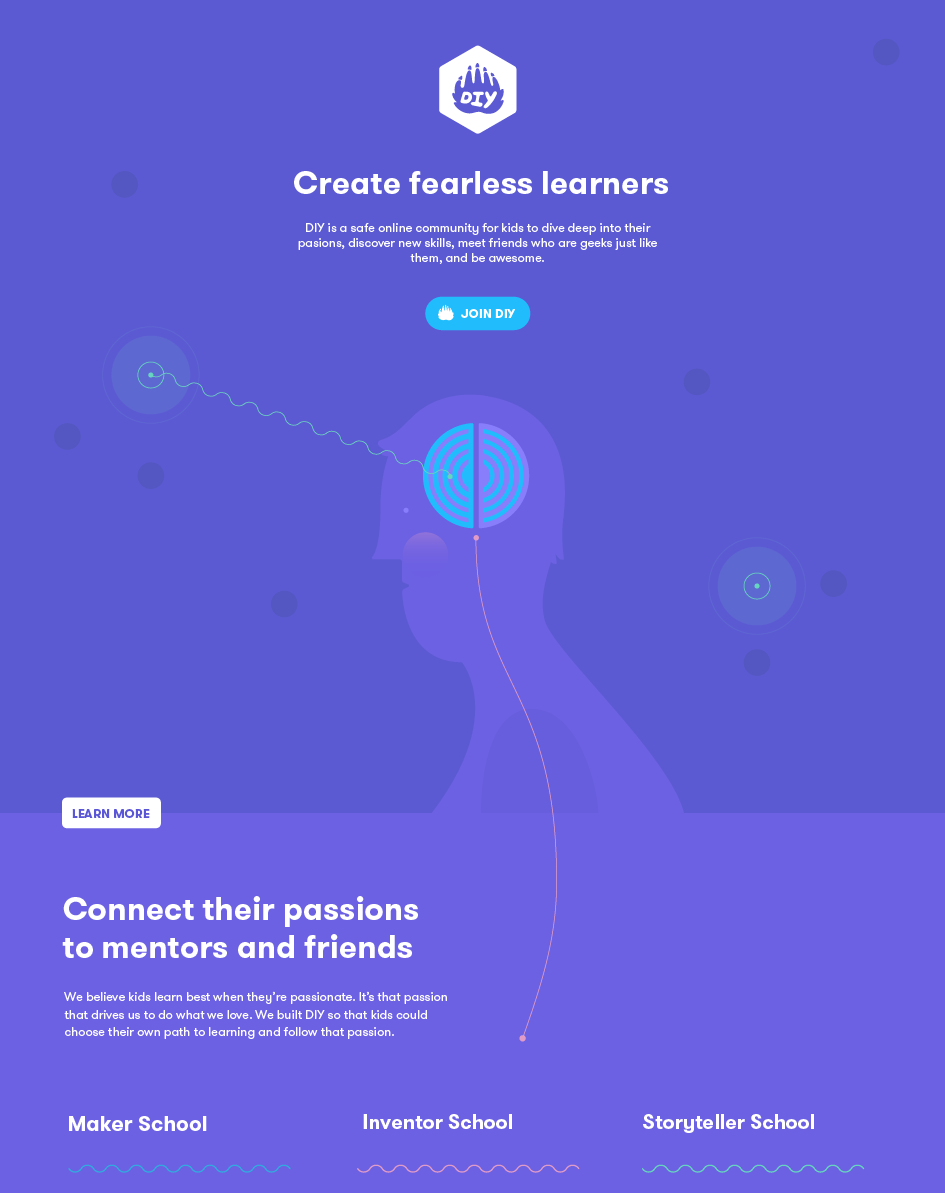 DIY
Create fearless learners
DIY is a safe online community for kids to dive deep into their
pasions, discover new skills, meet friends who are geeks just like
them, and be awesome.
JOIN DIY
LEARN MORE
Connect their passions
to mentors and friends
We believe kids learn best when they're passionate. It's that passion
that drives us to do what we love. We built DIY so that kids could
choose their own path to learning and follow that passion.
Maker School
Inventor School
Storyteller School